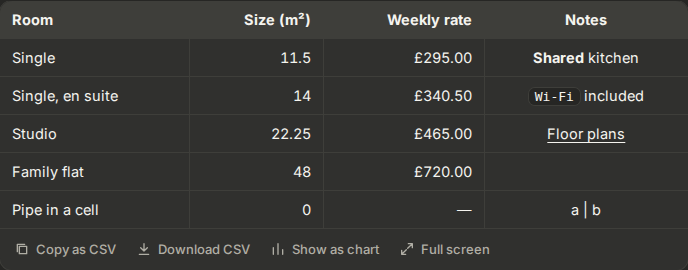 Room Size (m²) Weekly rate Notes
Single 11.5 £295.00 Shared kitchen
Single, en suite 14 £340.50 Wi-Fi included
Studio 22.25 £465.00 Floor plans
Family flat 48 £720.00
Pipe in a cell 0 — a | b
Copy as CSV Download CSV Show as chart Full screen